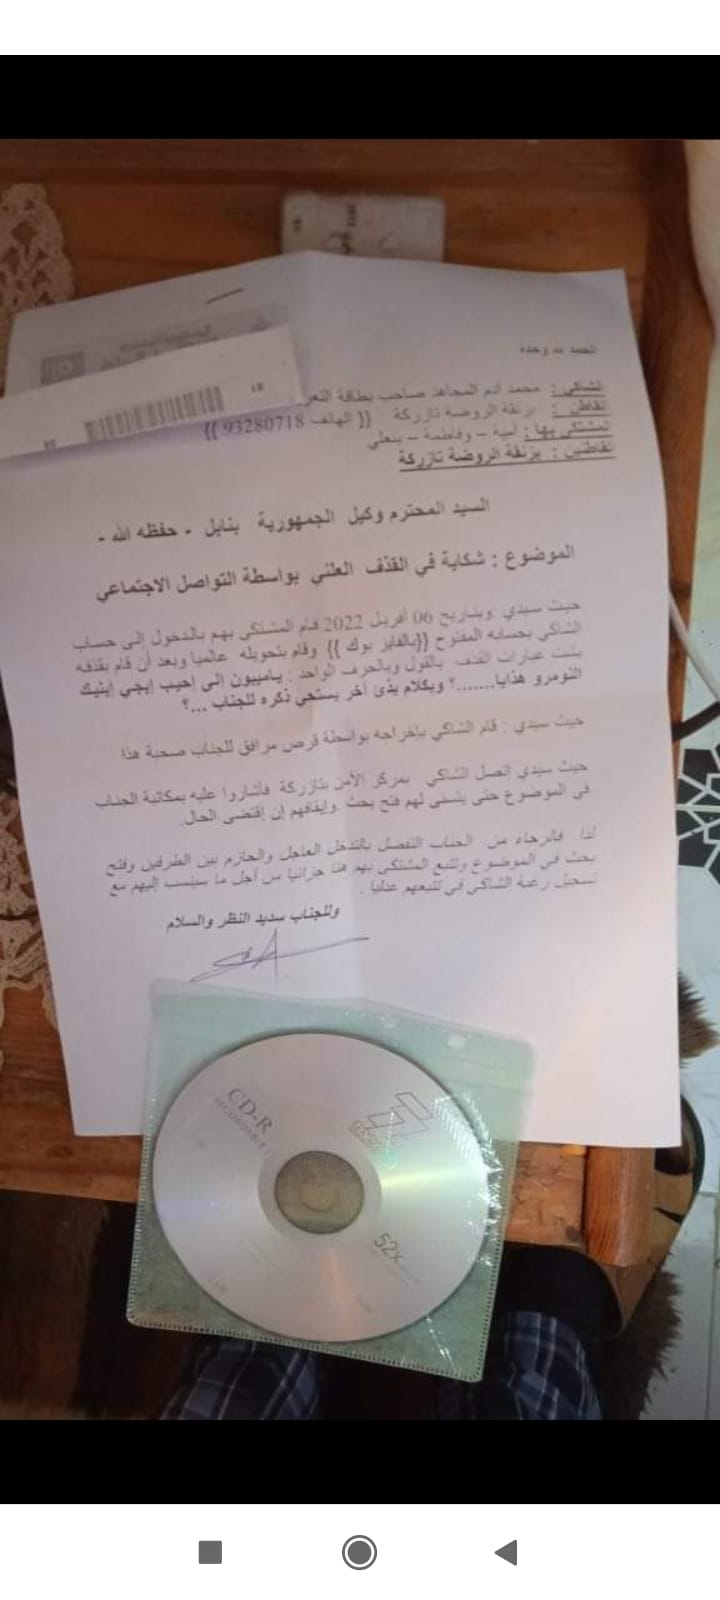 الحمد لله وحده
الشاكي : محمد أدم المجاهد صاحب بطاقة التعر
القاطن : بزنقة الروضة تازركة {{ الهاتف 93280718 }}
المشتكى بها : أمية – وفاطمة – بنعلي
القاطنين : بزنقة الروضة تازركة
السيد المحترم وكيل الجمهورية بنابل - حفظه الله -
الموضوع : شكاية في القذف العلني بواسطة التواصل الاجتماعي
حيث سيدي :وبتاريخ 06 أفريل 2022 قام المشتكى بهم بالدخول إلى حساب
الشاكي بحسابه المفتوح {{بالفايز بوك }} وقام بتحويله عالميا وبعد أن قام بقذفه
بشت عبارات القذف بالقول وبالحرف الواحد : ياميبون إلى احيب إيجي إينيك
النومرو هذايا.......؟ وبكلام بذئ أخر يستحي ذكره للجناب ...؟
حيث سيدي : قام الشاكي بإخراجه بواسطة قرص مرافق للجناب صحبة هذا
حيث سيدي اتصل الشاكي بمركز الأمن بتازركة فأشاروا عليه بمكاتبة الجناب
في الموضوع حتى يتسنى لهم فتح بحث .وإيقافهم إن إقتضى الحال.
لذا فالرجاء من الجناب التفضل بالتدخل العاجل والحازم بين الطرفين وفتح
بحث في الموضوع وتتبع المشتكى بهم هنا جزائيا من أجل ما سينسب إليهم مع
تسجيل رغبة الشاكي في تتبعهم عدليا .
وللجناب سديد النظر والسلام
CD-R
RECORDABLE
52X